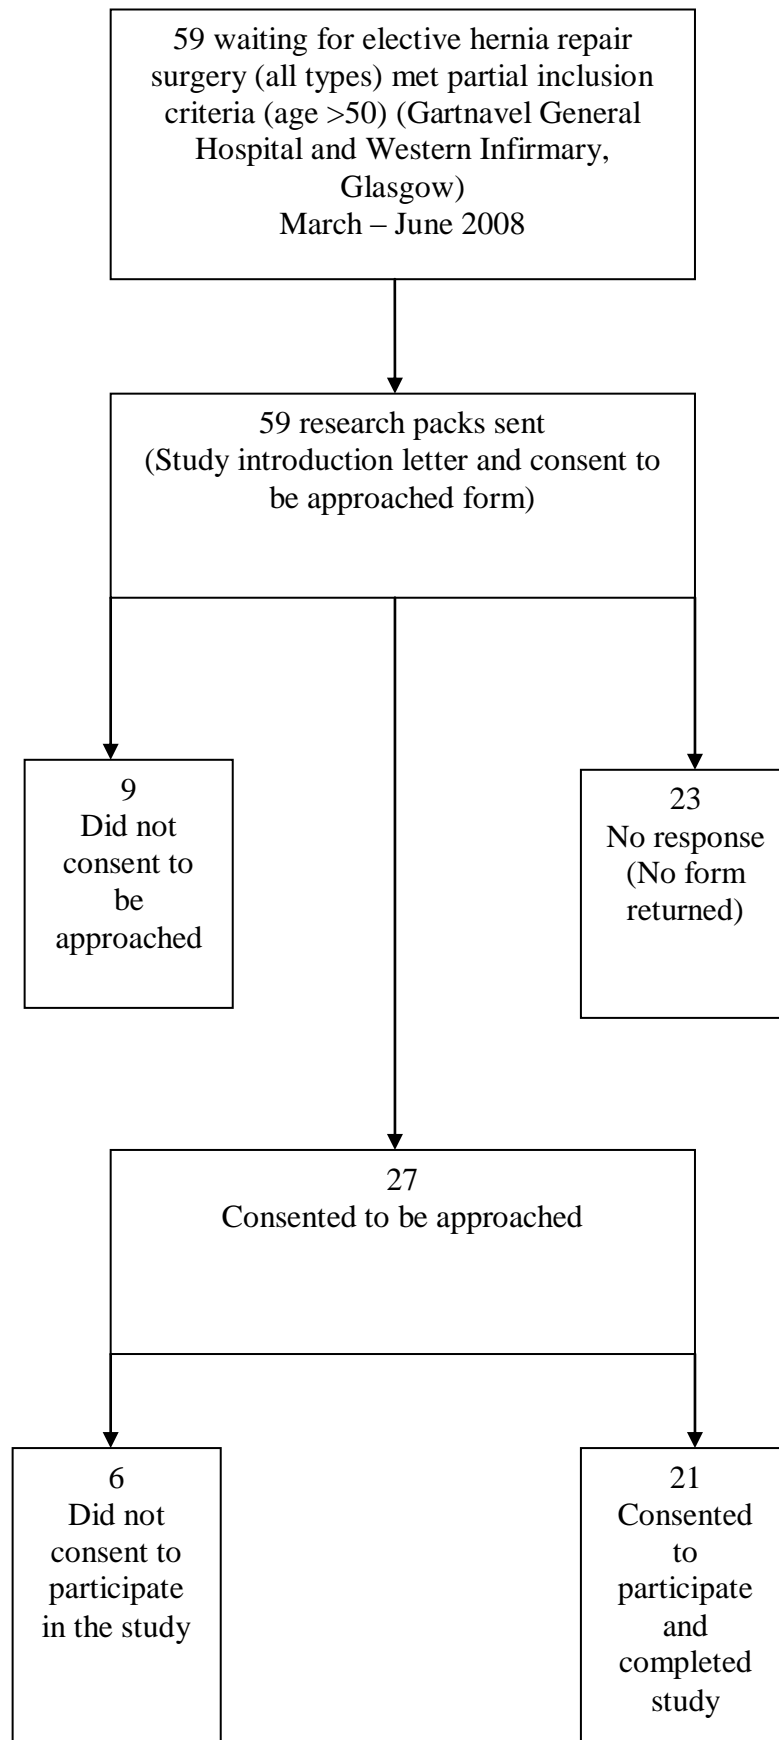 59 waiting for elective hernia repair
surgery (all types) met partial inclusion
criteria (age >50) (Gartnavel General
Hospital and Western Infirmary,
Glasgow)
March – June 2008
59 research packs sent
(Study introduction letter and consent to
be approached form)
9
Did not
consent to
be
approached
23
No response
(No form
returned)
27
Consented to be approached
6
Did not
consent to
participate
in the study
21
Consented
to
participate
and
completed
study